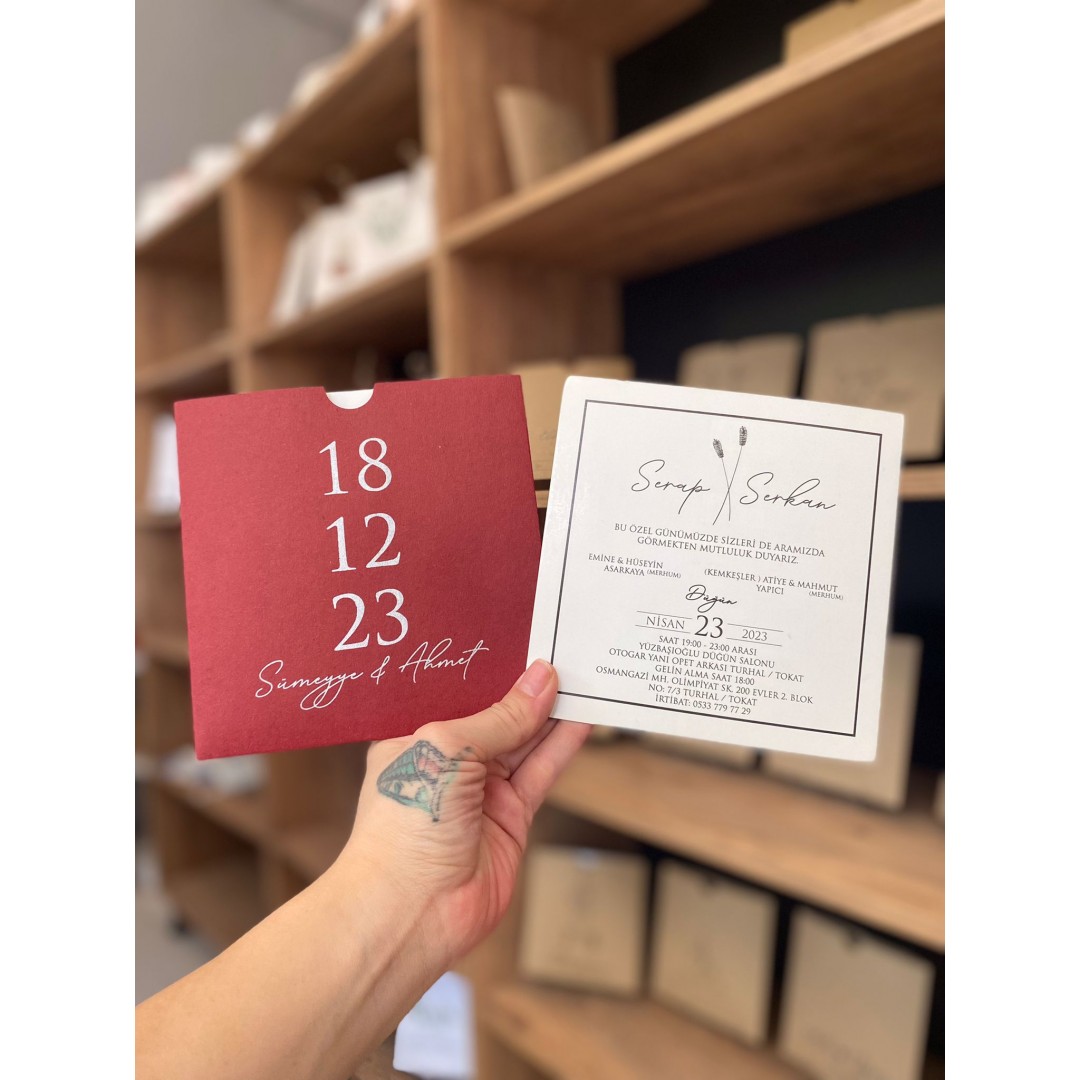 18
12
23
Sümeyye & Ahmet
Serap Serkan
BU ÖZEL GÜNÜMÜZDE SİZLERİ DE ARAMIZDA
GÖRMEKTEN MUTLULUK DUYARIZ.
EMİNE & HÜSEYİN
ASARKAYA (MERHUM)
(KEMKEŞLER ) ATİYE & MAHMUT
YAPICI (MERHUM)
Düğün
NİSAN 23 2023
SAAT 19:00 - 23:00 ARASI
YÜZBAŞIOĞLU DÜĞÜN SALONU
OTOGAR YANI OPET ARKASI TURHAL / TOKAT
GELİN ALMA SAAT 18:00
OSMANGAZİ MH. OLİMPİYAT SK. 200 EVLER 2. BLOK
NO: 7/3 TURHAL / TOKAT
İRTİBAT: 0533 779 77 29